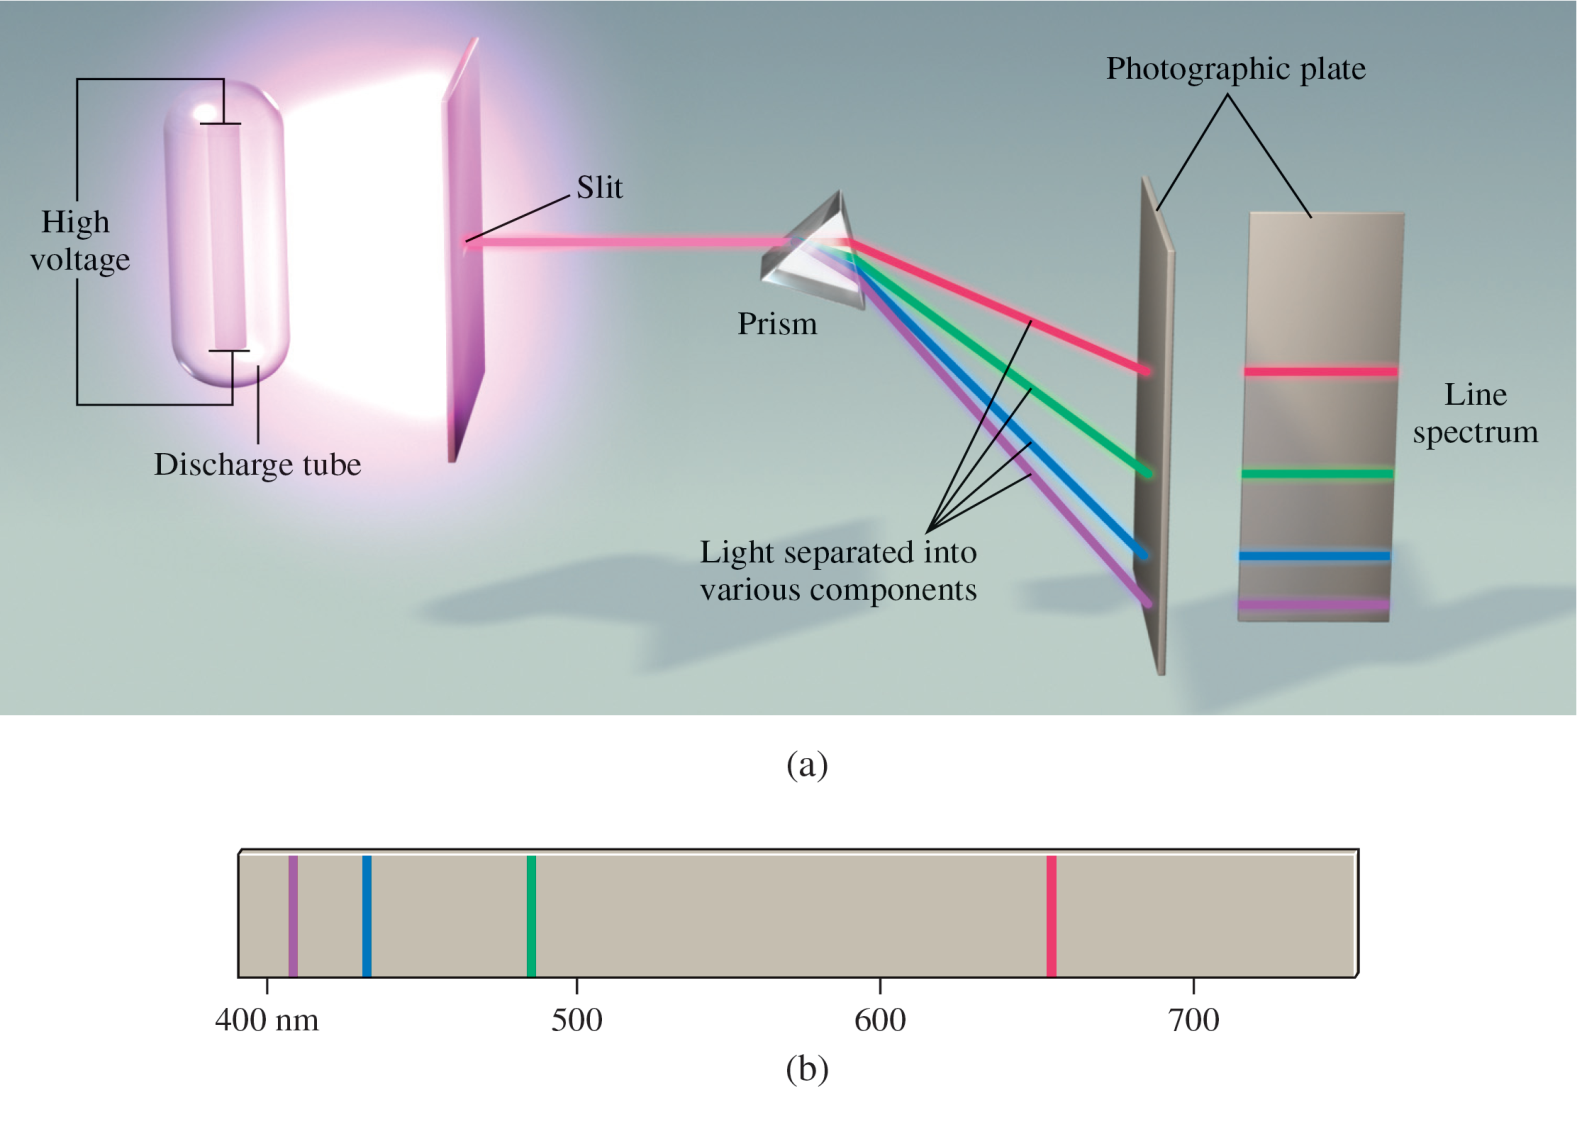 Photographic plate
Slit
High
voltage
Prism
Line
spectrum
Discharge tube
Light separated into
various components
(a)
400 nm
500
600
700
(b)